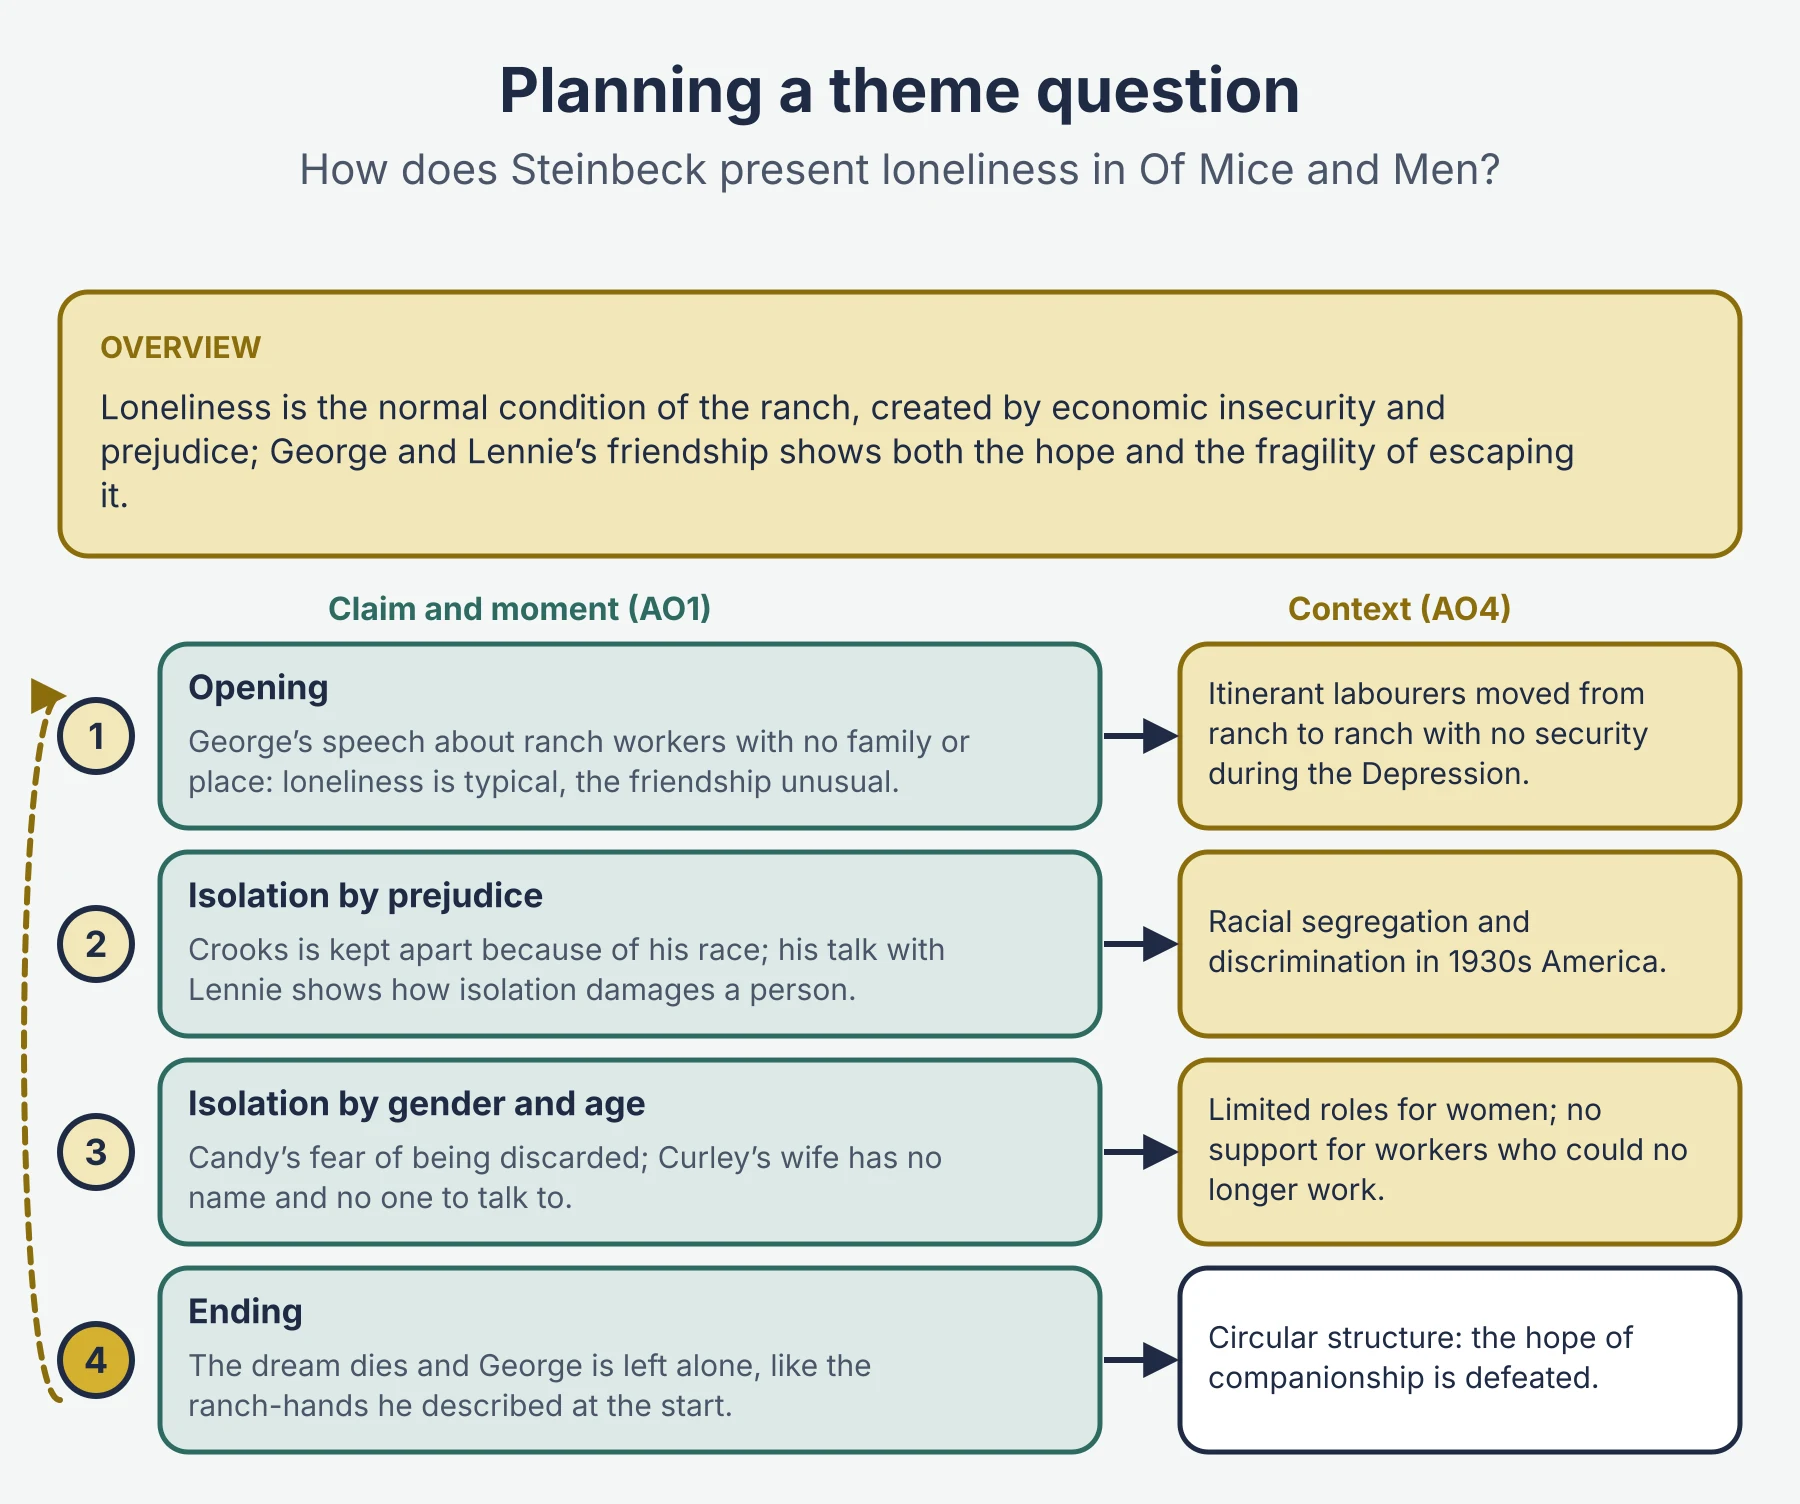 Planning a theme question
How does Steinbeck present loneliness in Of Mice and Men?
OVERVIEW
Loneliness is the normal condition of the ranch, created by economic insecurity and
prejudice; George and Lennie’s friendship shows both the hope and the fragility of escaping
it.
Claim and moment (AO1)
Context (AO4)
1
Opening
George’s speech about ranch workers with no family or
place: loneliness is typical, the friendship unusual.
Itinerant labourers moved from
ranch to ranch with no security
during the Depression.
2
Isolation by prejudice
Crooks is kept apart because of his race; his talk with
Lennie shows how isolation damages a person.
Racial segregation and
discrimination in 1930s America.
3
Isolation by gender and age
Candy’s fear of being discarded; Curley’s wife has no
name and no one to talk to.
Limited roles for women; no
support for workers who could no
longer work.
4
Ending
The dream dies and George is left alone, like the
ranch-hands he described at the start.
Circular structure: the hope of
companionship is defeated.